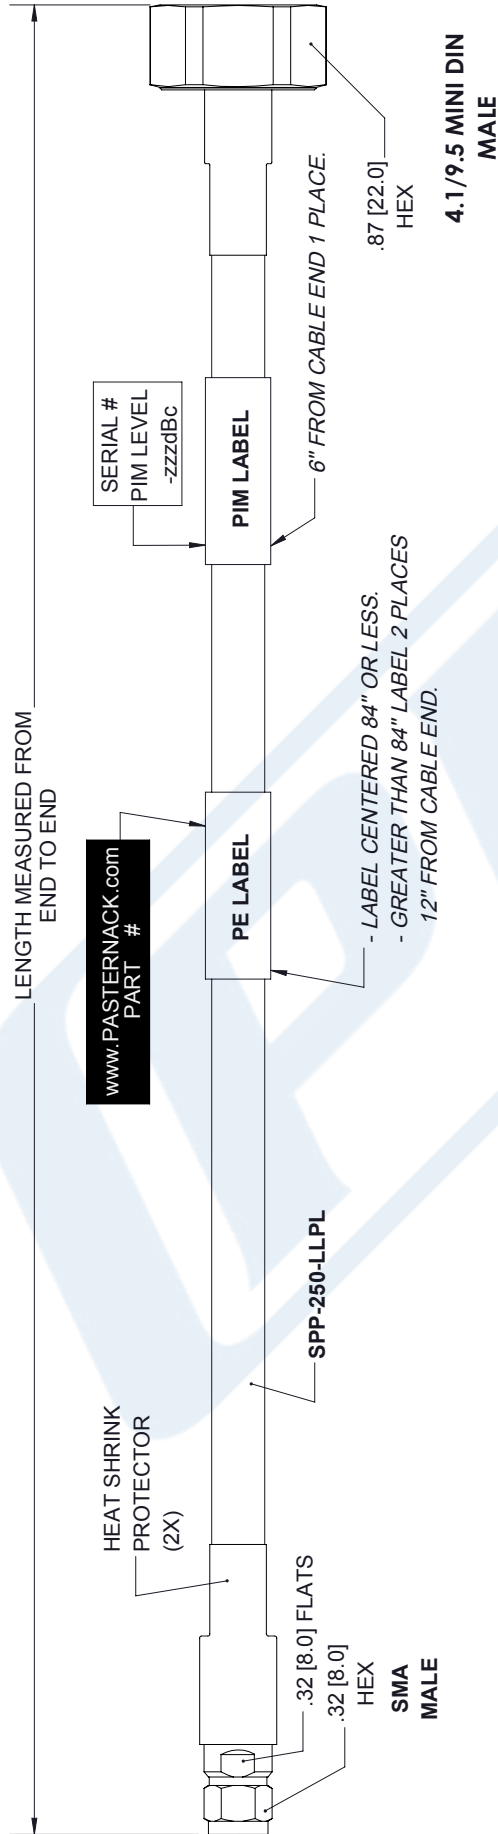 LENGTH MEASURED FROM
END TO END
HEAT SHRINK
PROTECTOR
(2X)
www.PASTERNACK.com
PART #
SERIAL #
PIM LEVEL
-zzzdBc
PE LABEL
PIM LABEL
.32 [8.0] FLATS
.32 [8.0]
HEX
SMA
MALE
SPP-250-LLPL
- LABEL CENTERED 84" OR LESS.
- GREATER THAN 84" LABEL 2 PLACES
12" FROM CABLE END.
6" FROM CABLE END 1 PLACE.
.87 [22.0]
HEX
4.1/9.5 MINI DIN
MALE